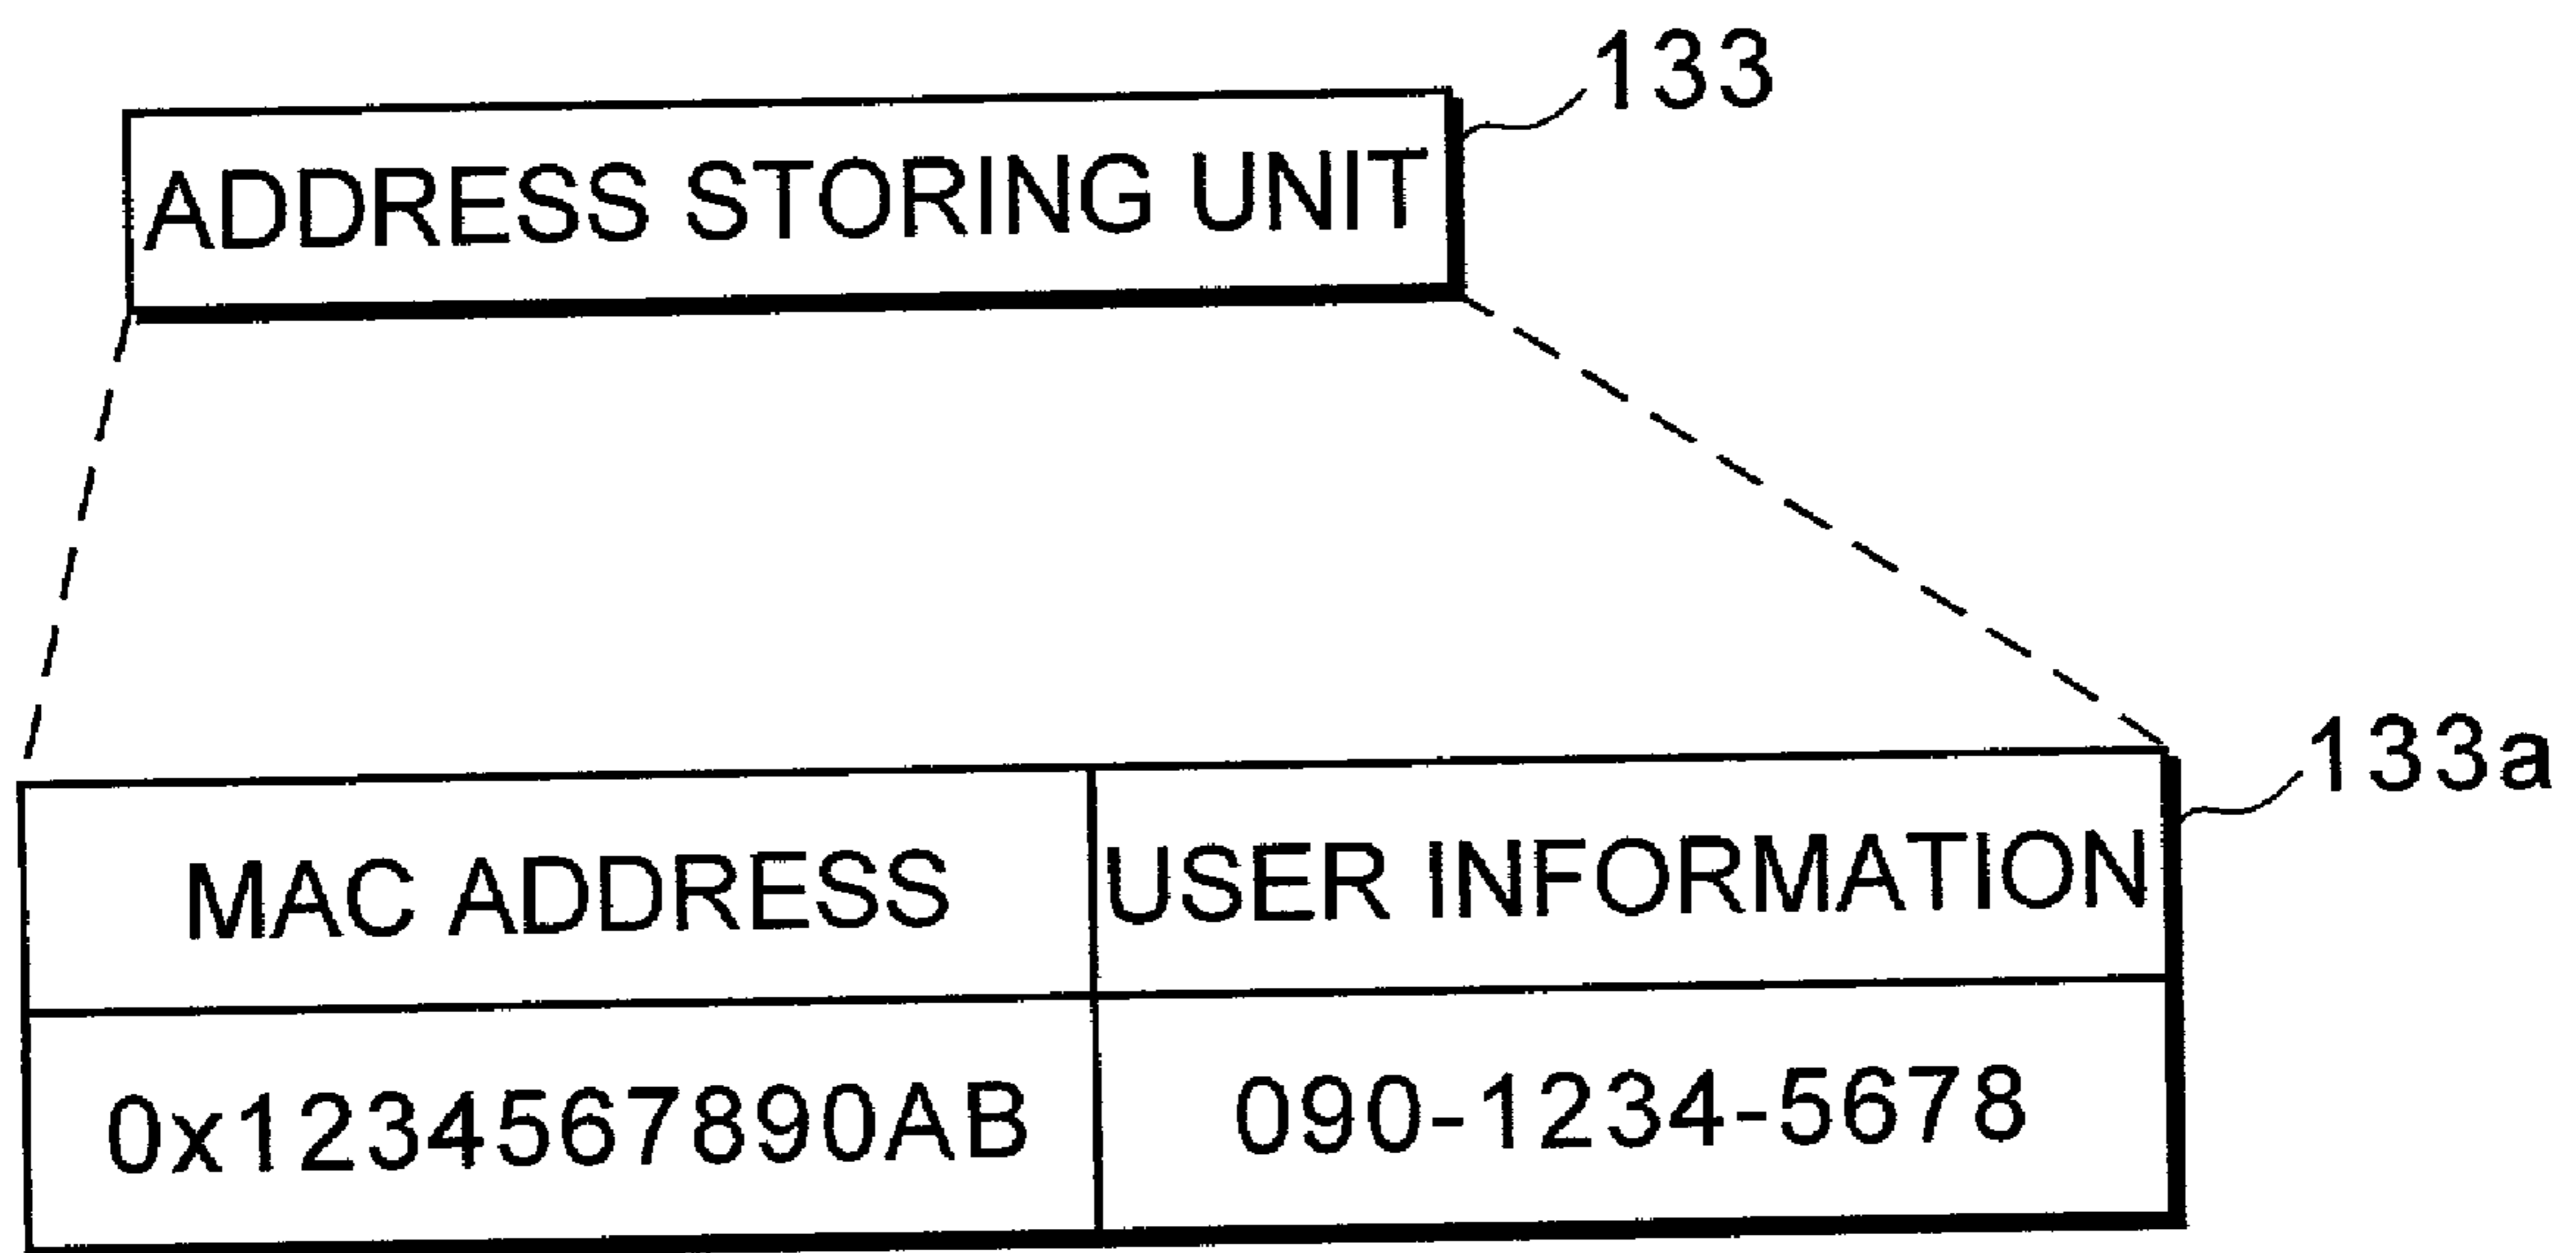 133
ADDRESS STORING UNIT
133a
MAC ADDRESS USER INFORMATION
0x1234567890AB 090-1234-5678